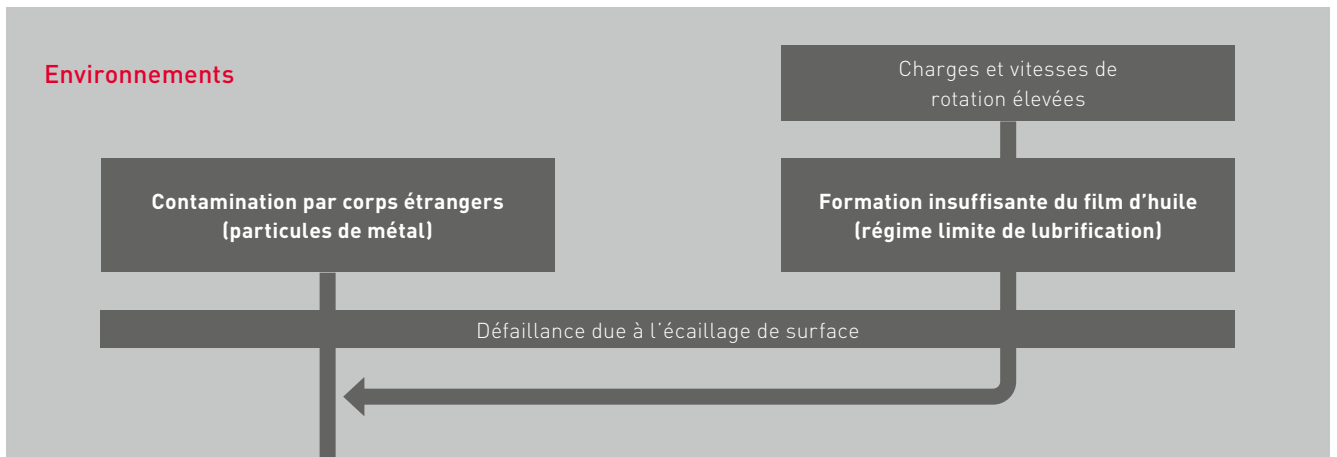 Environnements
Charges et vitesses de
rotation élevées
Contamination par corps étrangers
(particules de métal)
Formation insuffisante du film d’huile
(régime limite de lubrification)
Défaillance due à l’écaillage de surface